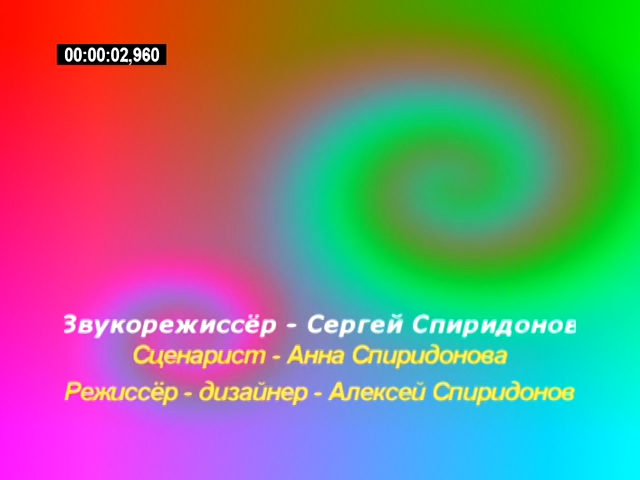 00:00:02,960
Звукорежиссёр - Сергей Спиридонов
Сценарист - Анна Спиридонова
Режиссёр - дизайнер - Алексей Спиридонов